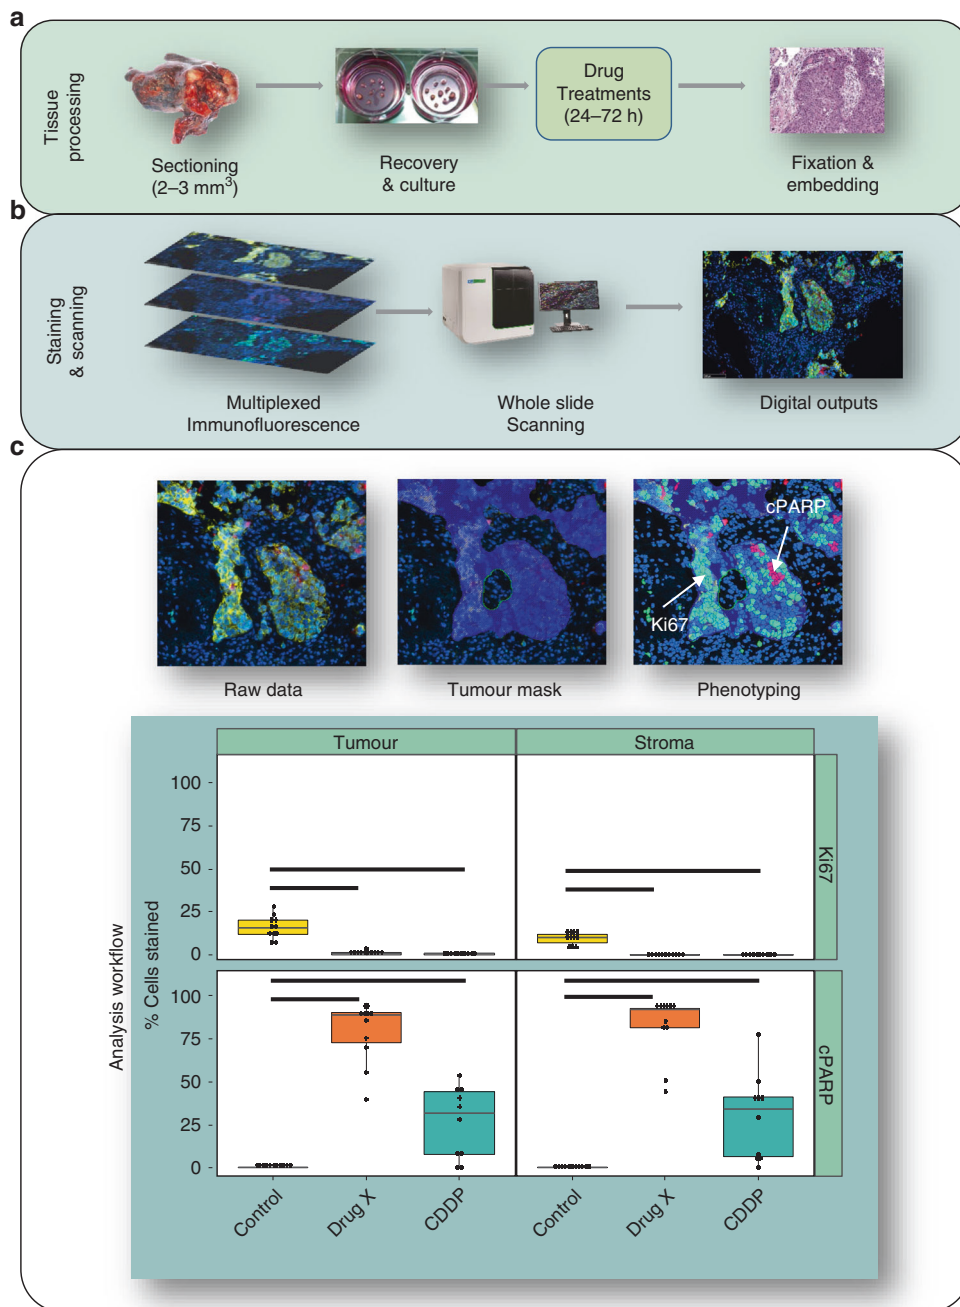 a
Tissue
processing
Sectioning
(2–3 mm³)
Recovery
& culture
Drug
Treatments
(24–72 h)
Fixation &
embedding
b
Staining
& scanning
Multiplexed
Immunofluorescence
Whole slide
Scanning
Digital outputs
c
cPARP
Ki67
Raw data
Tumour mask
Phenotyping
Analysis workflow
% Cells stained
Tumour
Stroma
100
75
50
25
0
Ki67
100
75
50
25
0
cPARP
Control
Drug X
CDDP
Control
Drug X
CDDP